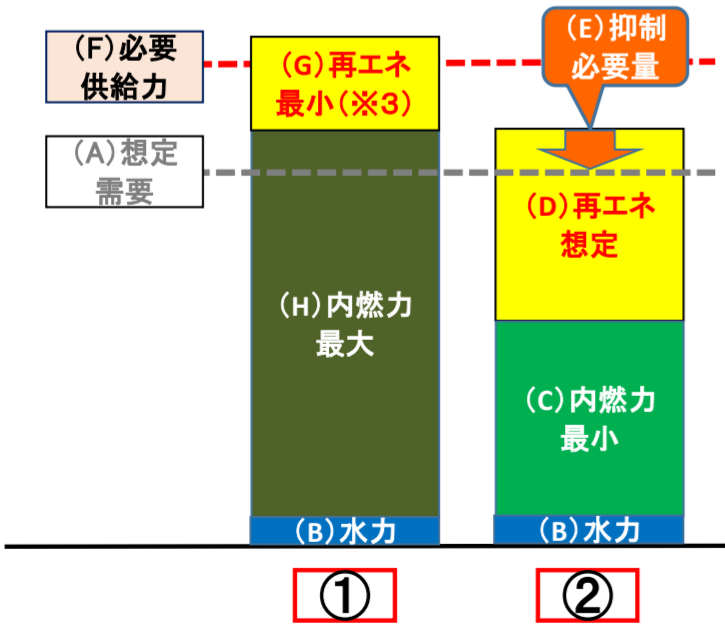 (F)必要
供給力
(A)想定
需要
(G)再エネ
最小(※3)
(H)内燃力
最大
(B)水力
①
(E)抑制
必要量
(D)再エネ
想定
(C)内燃力
最小
(B)水力
②